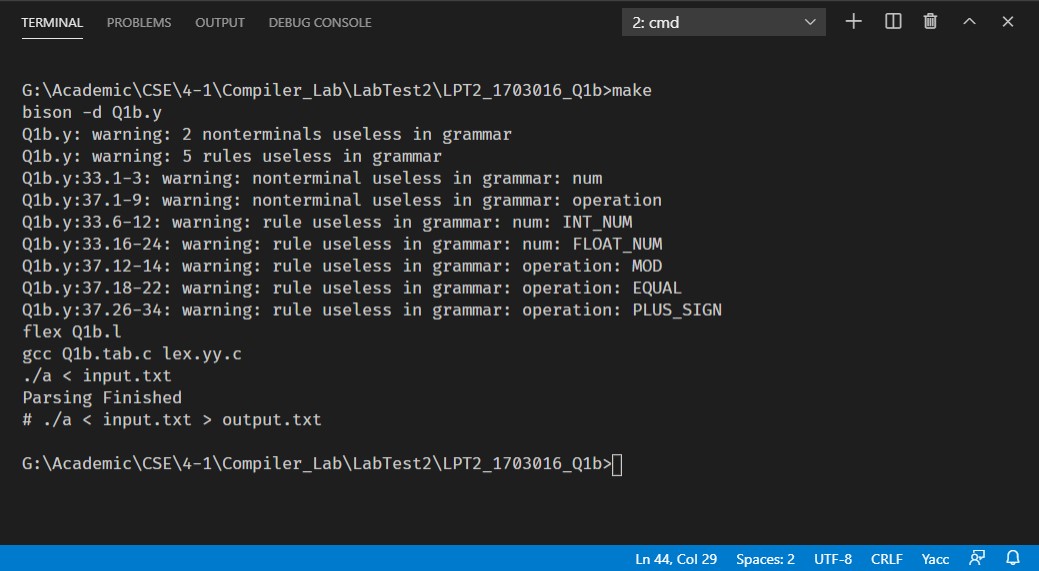 TERMINAL PROBLEMS OUTPUT DEBUG CONSOLE 2: cmd
G:\Academic\CSE\4-1\Compiler_Lab\LabTest2\LPT2_1703016_Q1b>make
bison -d Q1b.y
Q1b.y: warning: 2 nonterminals useless in grammar
Q1b.y: warning: 5 rules useless in grammar
Q1b.y:33.1-3: warning: nonterminal useless in grammar: num
Q1b.y:37.1-9: warning: nonterminal useless in grammar: operation
Q1b.y:33.6-12: warning: rule useless in grammar: num: INT_NUM
Q1b.y:33.16-24: warning: rule useless in grammar: num: FLOAT_NUM
Q1b.y:37.12-14: warning: rule useless in grammar: operation: MOD
Q1b.y:37.18-22: warning: rule useless in grammar: operation: EQUAL
Q1b.y:37.26-34: warning: rule useless in grammar: operation: PLUS_SIGN
flex Q1b.l
gcc Q1b.tab.c lex.yy.c
./a < input.txt
Parsing Finished
# ./a < input.txt > output.txt
G:\Academic\CSE\4-1\Compiler_Lab\LabTest2\LPT2_1703016_Q1b>
Ln 44, Col 29 Spaces: 2 UTF-8 CRLF Yacc